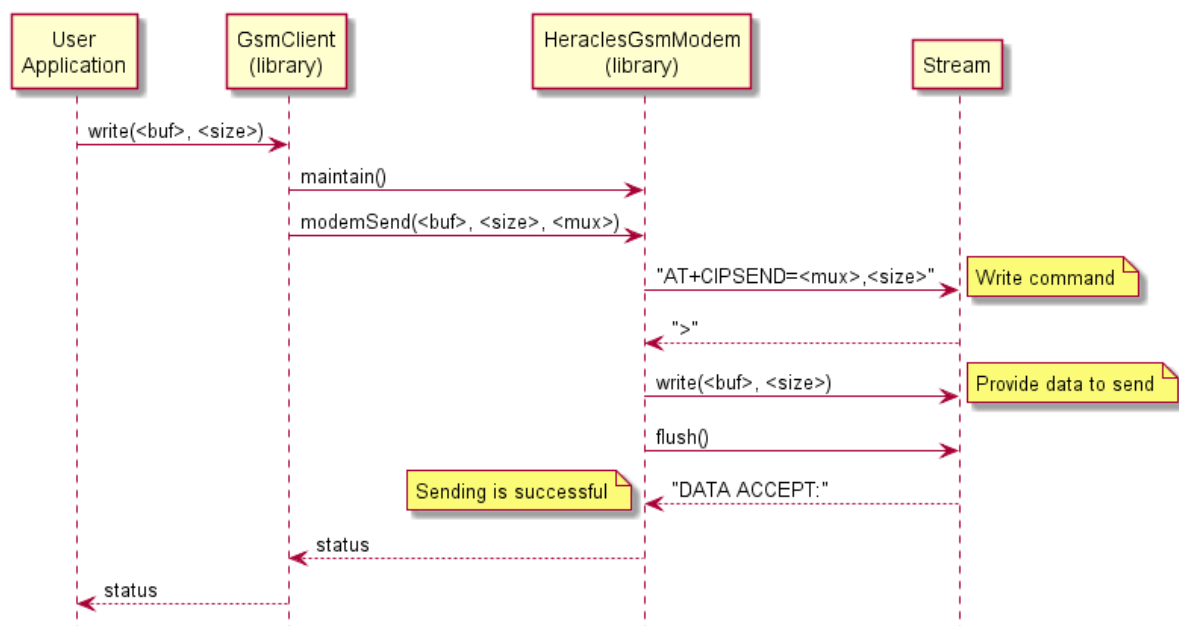 User
Application
GsmClient
(library)
HeraclesGsmModem
(library)
Stream
write(<buf>, <size>)
maintain()
modemSend(<buf>, <size>, <mux>)
"AT+CIPSEND=<mux>,<size>"
Write command
">"
write(<buf>, <size>)
Provide data to send
flush()
Sending is successful
"DATA ACCEPT:"
status
status